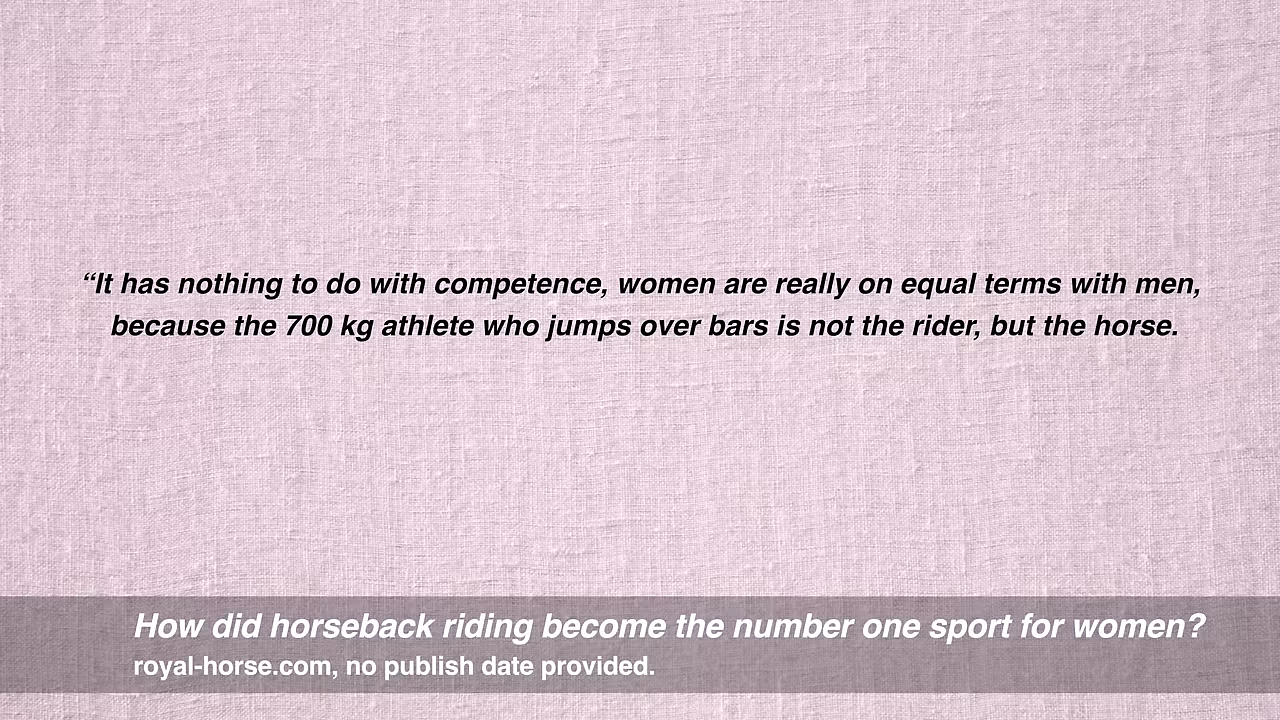 “It has nothing to do with competence, women are really on equal terms with men,
because the 700 kg athlete who jumps over bars is not the rider, but the horse.
How did horseback riding become the number one sport for women?
royal-horse.com, no publish date provided.